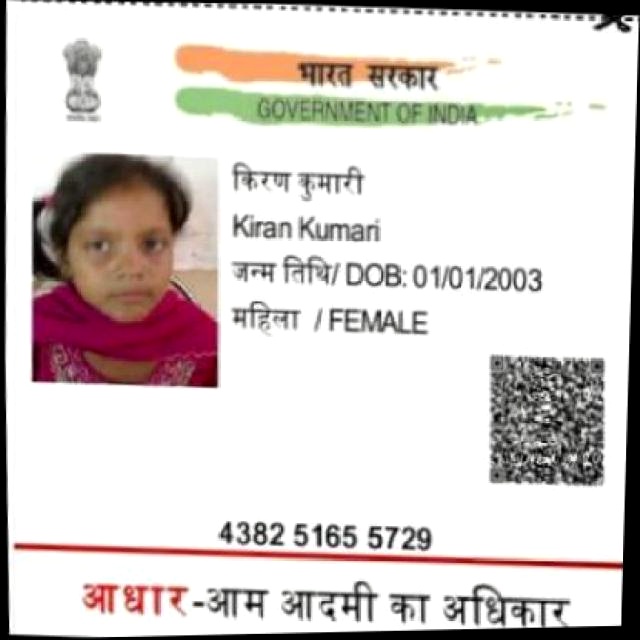 भारत सरकार
GOVERNMENT OF INDIA
किरण कुमारी
Kiran Kumari
जन्म तिथि/ DOB: 01/01/2003
महिला / FEMALE
4382 5165 5729
आधार-आम आदमी का अधिकार